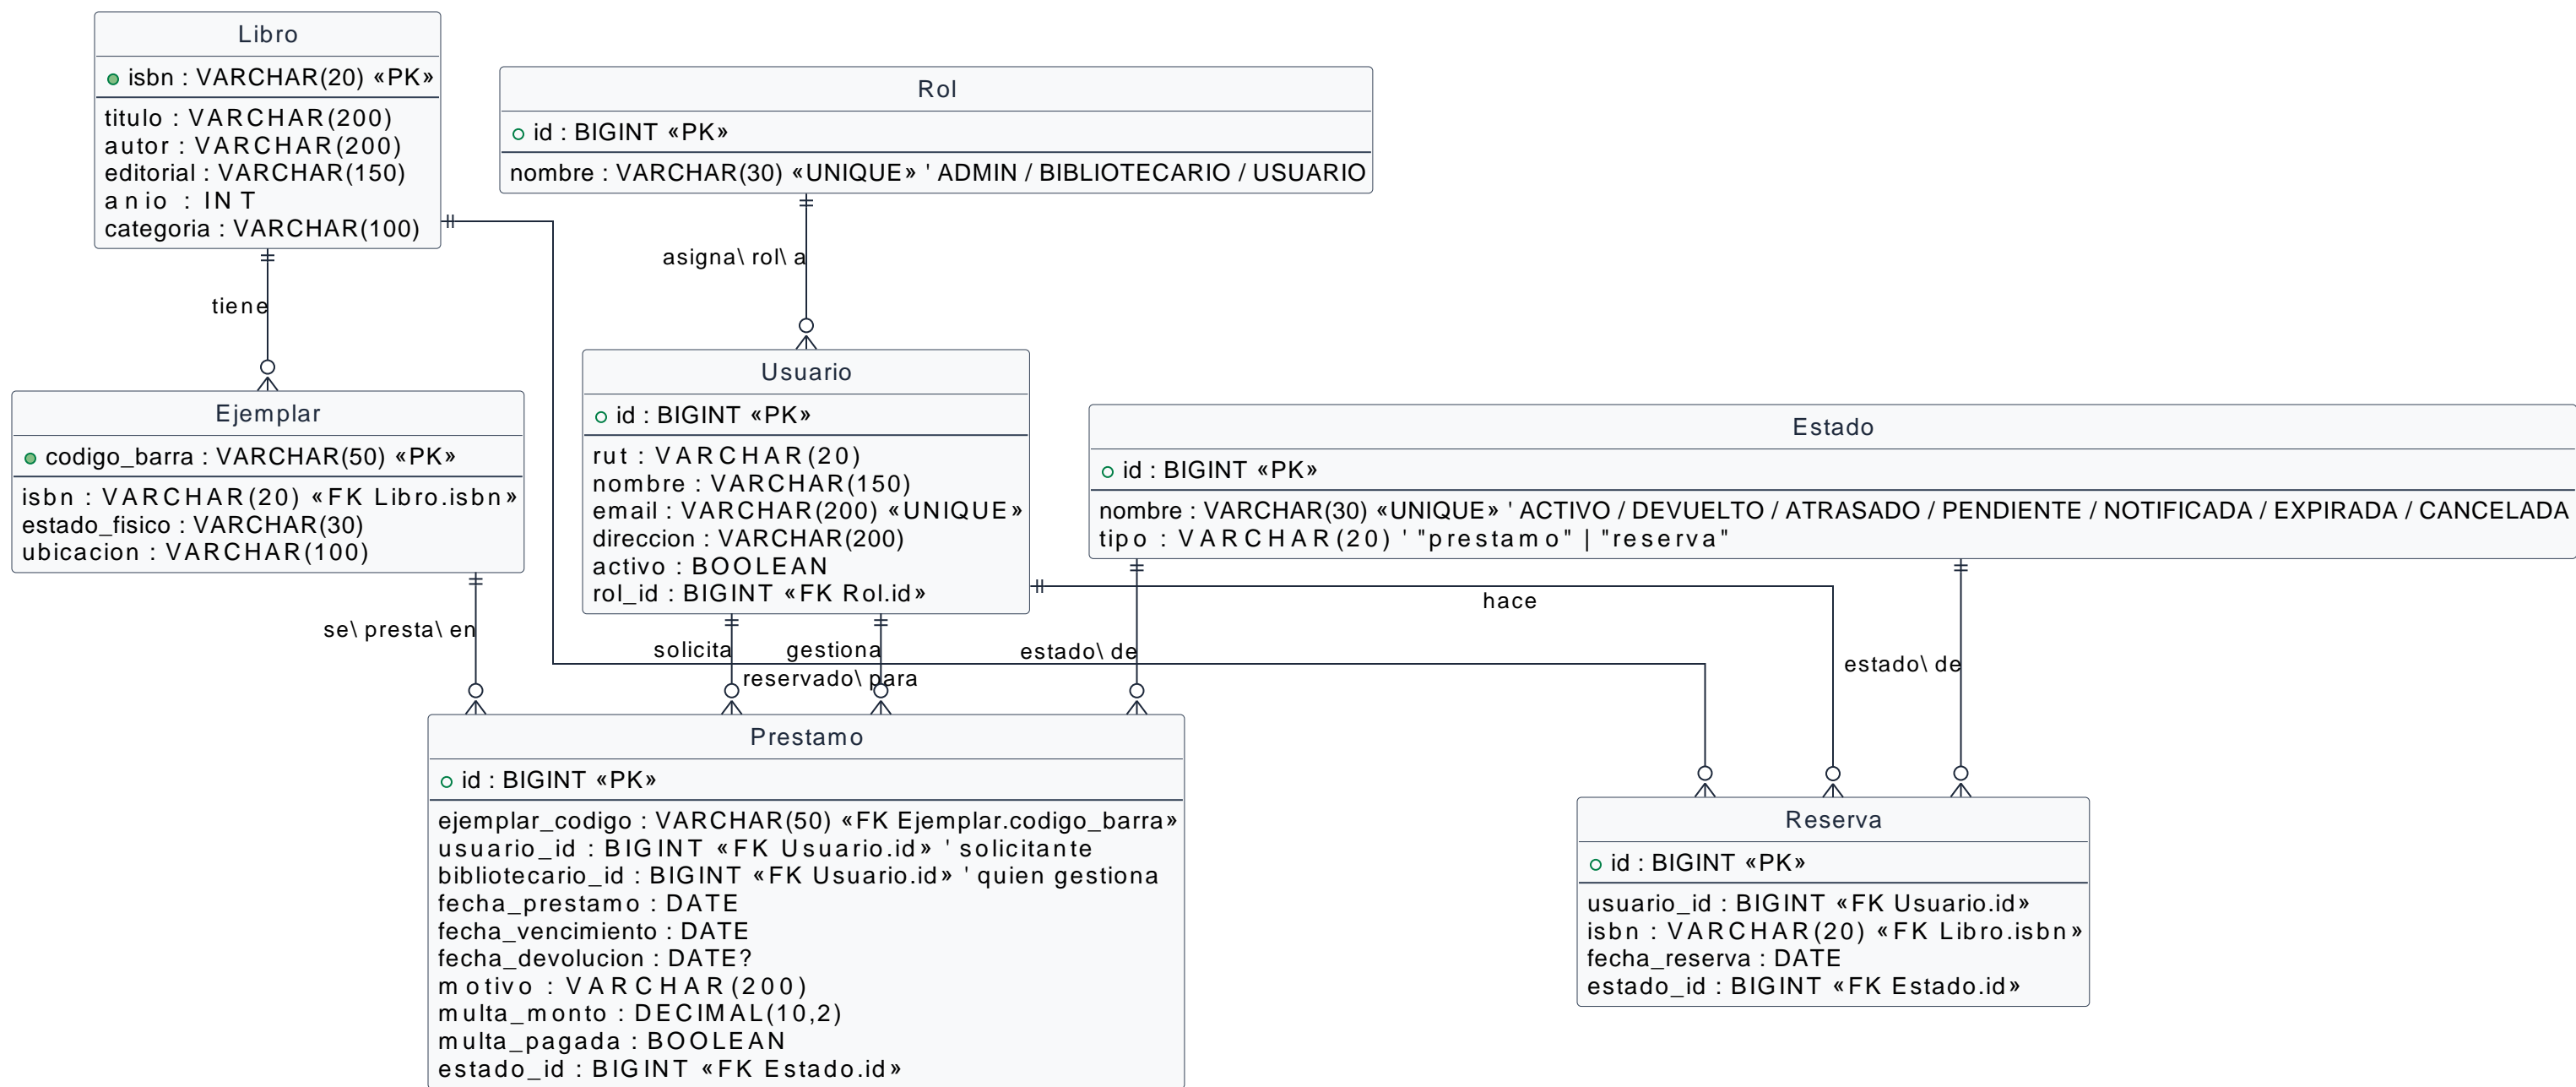 Libro
isbn : VARCHAR(20) «PK»
titulo : VARCHAR(200)
autor : VARCHAR(200)
editorial : VARCHAR(150)
anio : INT
categoria : VARCHAR(100)
Rol
id : BIGINT «PK»
nombre : VARCHAR(30) «UNIQUE» ' ADMIN / BIBLIOTECARIO / USUARIO
asigna\ rol\ a
tiene
Ejemplar
codigo_barra : VARCHAR(50) «PK»
isbn : VARCHAR(20) «FK Libro.isbn»
estado_fisico : VARCHAR(30)
ubicacion : VARCHAR(100)
Usuario
id : BIGINT «PK»
rut : VARCHAR(20)
nombre : VARCHAR(150)
email : VARCHAR(200) «UNIQUE»
direccion : VARCHAR(200)
activo : BOOLEAN
rol_id : BIGINT «FK Rol.id»
Estado
id : BIGINT «PK»
nombre : VARCHAR(30) «UNIQUE» ' ACTIVO / DEVUELTO / ATRASADO / PENDIENTE / NOTIFICADA / EXPIRADA / CANCELADA
tipo : VARCHAR(20) ' "prestamo" | "reserva"
hace
se\ presta\ en
solicita
gestiona
estado\ de
estado\ de
reservado\ para
Prestamo
id : BIGINT «PK»
ejemplar_codigo : VARCHAR(50) «FK Ejemplar.codigo_barra»
usuario_id : BIGINT «FK Usuario.id» ' solicitante
bibliotecario_id : BIGINT «FK Usuario.id» ' quien gestiona
fecha_prestamo : DATE
fecha_vencimiento : DATE
fecha_devolucion : DATE?
motivo : VARCHAR(200)
multa_monto : DECIMAL(10,2)
multa_pagada : BOOLEAN
estado_id : BIGINT «FK Estado.id»
Reserva
id : BIGINT «PK»
usuario_id : BIGINT «FK Usuario.id»
isbn : VARCHAR(20) «FK Libro.isbn»
fecha_reserva : DATE
estado_id : BIGINT «FK Estado.id»